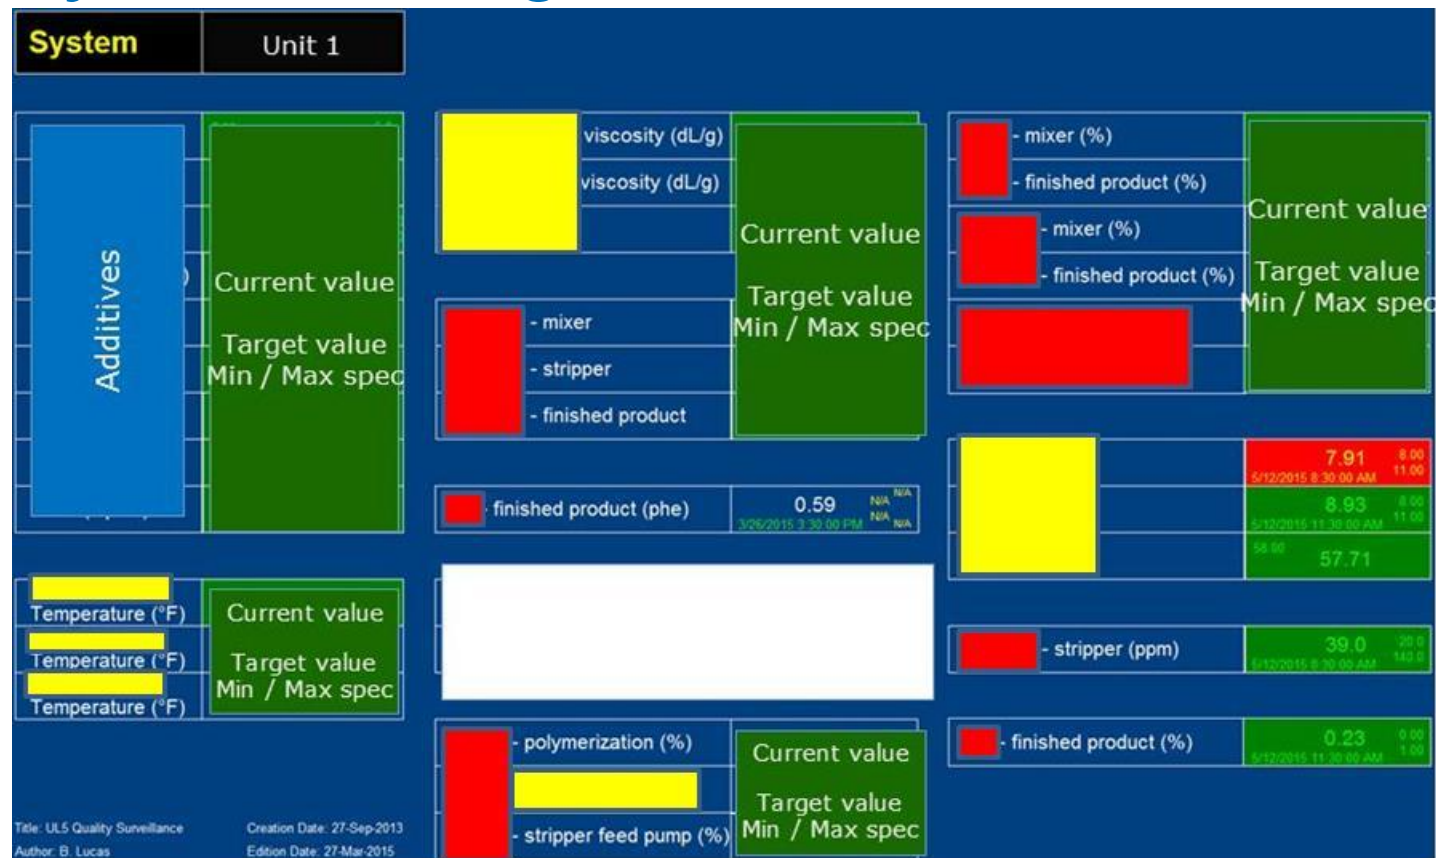 System
Unit 1
Additives
Current value
Target value
Min / Max spec
Temperature (°F)
Temperature (°F)
Temperature (°F)
Current value
Target value
Min / Max spec
Title: UL5 Quality Surveillance
Creation Date: 27-Sep-2013
Author: B. Lucas
Edition Date: 27-Mar-2015
viscosity (dL/g)
viscosity (dL/g)
- mixer
- stripper
- finished product
Current value
Target value
Min / Max spec
- finished product (phe)
0.59
N/A N/A
N/A N/A
3/26/2015 3:30:00 PM
- polymerization (%)
- stripper feed pump (%)
Current value
Target value
Min / Max spec
- mixer (%)
- finished product (%)
- mixer (%)
- finished product (%)
Current value
Target value
Min / Max spec
7.91 8.00
5/12/2015 8:30:00 AM 11.00
8.93 8.00
5/12/2015 11:30:00 AM 11.00
58.00
57.71
- stripper (ppm)
39.0
5/12/2015 8:30:00 AM 140.0
- finished product (%)
0.23 0.00
5/12/2015 11:30:00 AM 1.00